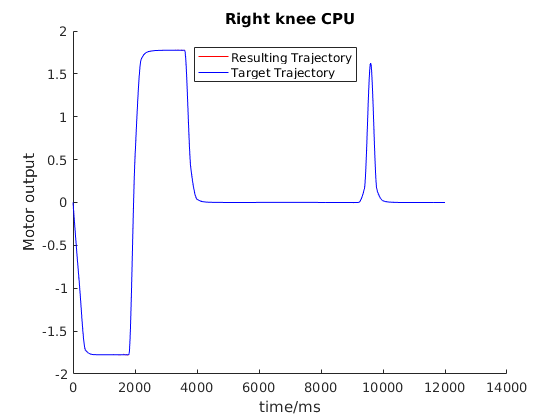 Right knee CPU
Resulting Trajectory
Target Trajectory
Motor output
2
1.5
1
0.5
0
-0.5
-1
-1.5
-2
0 2000 4000 6000 8000 10000 12000 14000
time/ms